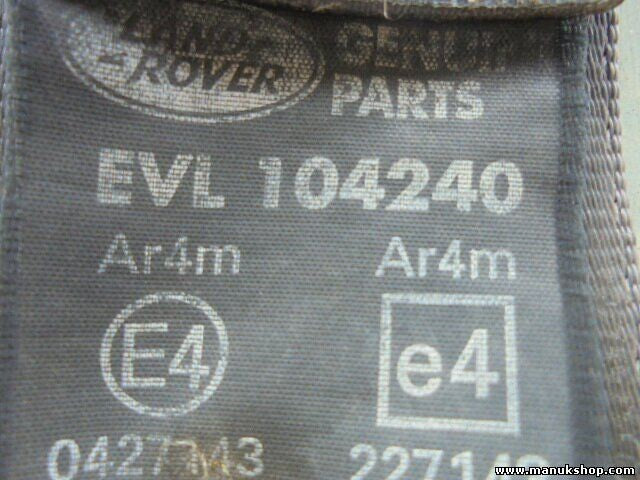 LAND ROVER
GENUINE
PARTS
EVL 104240
Ar4m Ar4m
E4 e4
www.manukshop.com